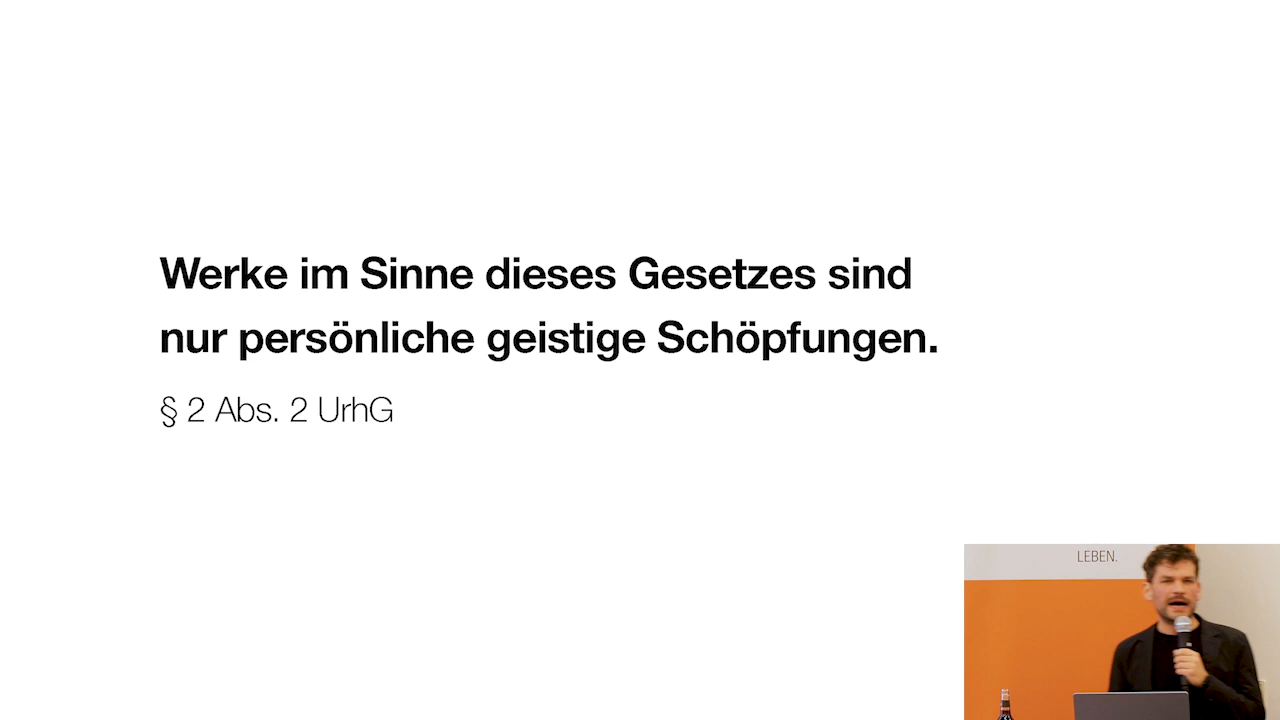 Werke im Sinne dieses Gesetzes sind
nur persönliche geistige Schöpfungen.
§ 2 Abs. 2 UrhG
LEBEN.